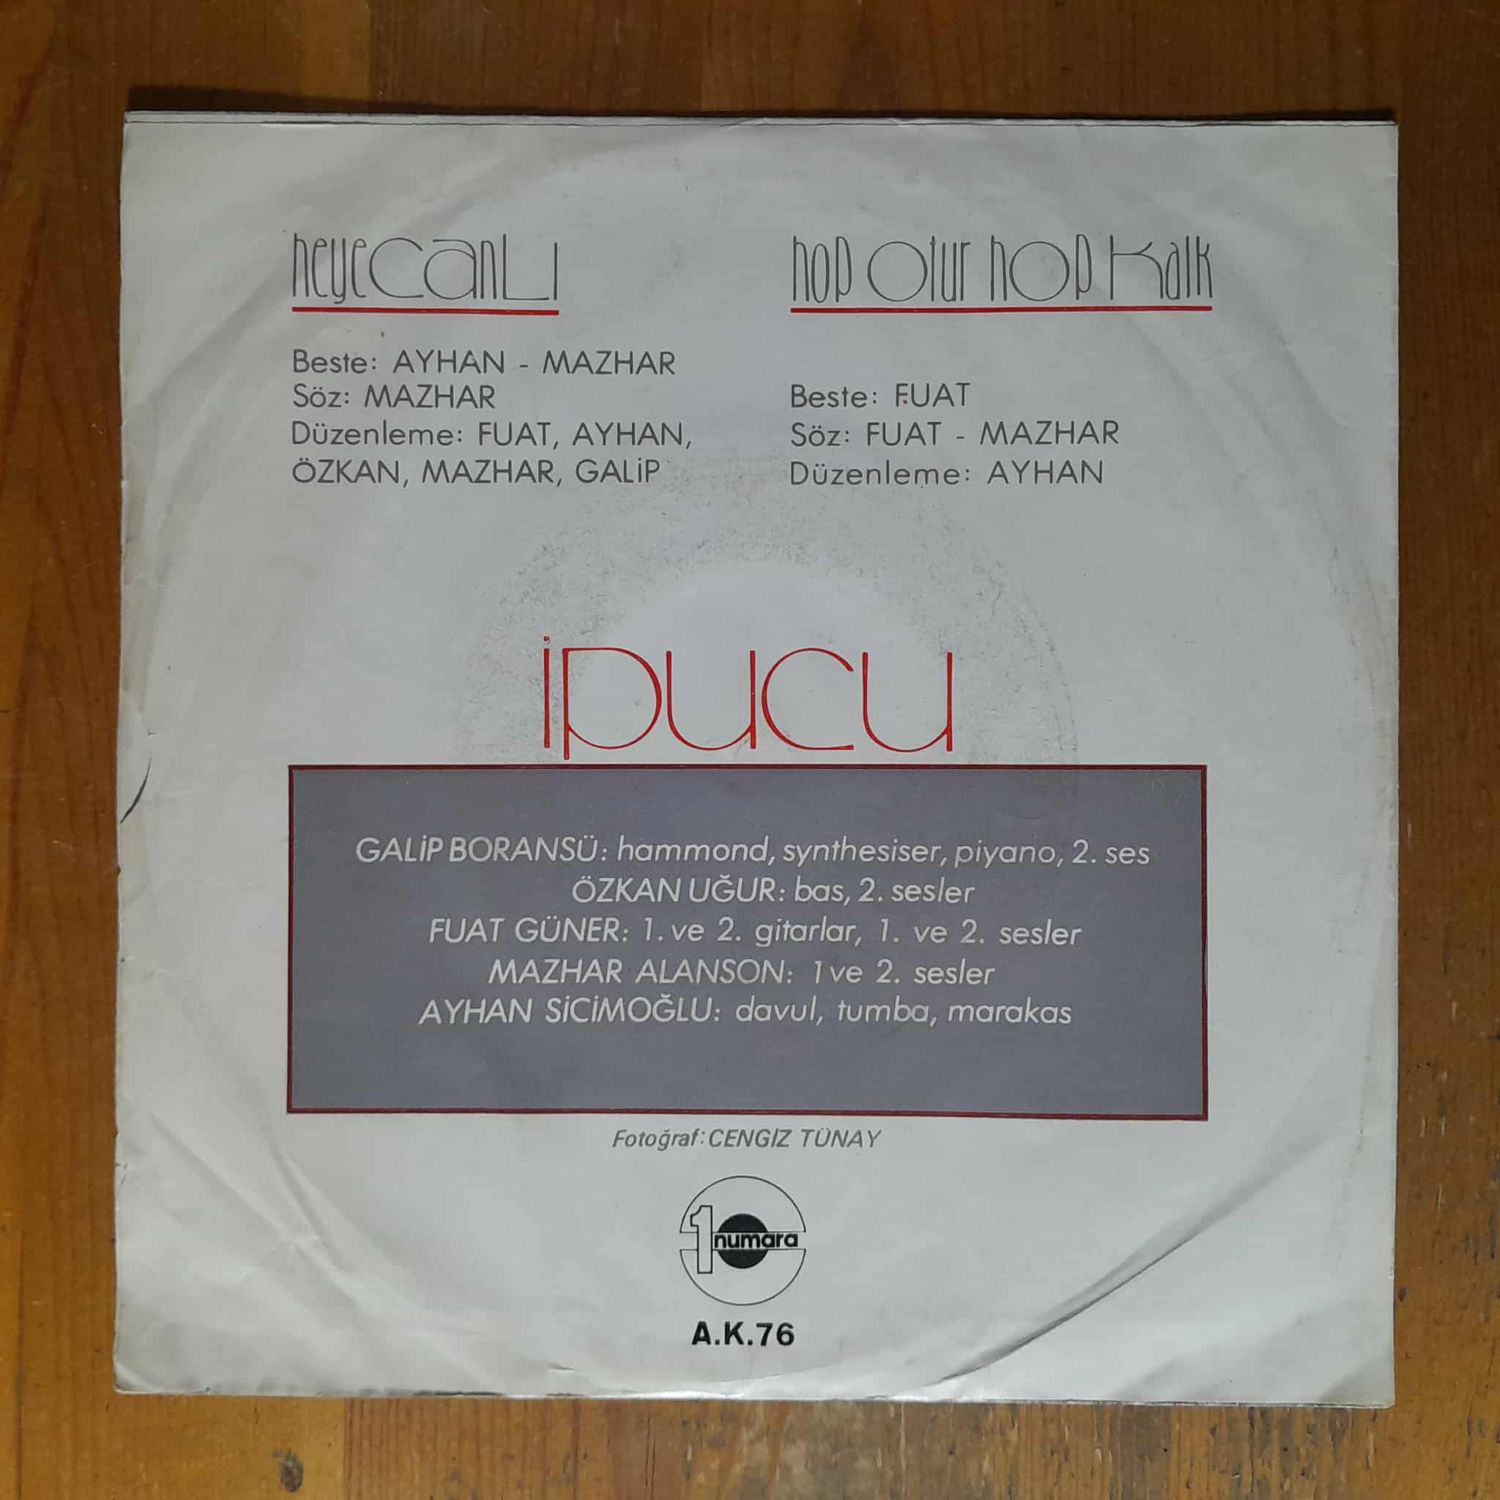 heyecanlı
Beste: AYHAN - MAZHAR
Söz: MAZHAR
Düzenleme: FUAT, AYHAN,
ÖZKAN, MAZHAR, GALİP
hop otur hop kalk
Beste: FUAT
Söz: FUAT - MAZHAR
Düzenleme: AYHAN
ipucu
GALİP BORANSÜ: hammond, synthesiser, piyano, 2. ses
ÖZKAN UĞUR: bas, 2. sesler
FUAT GÜNER: 1. ve 2. gitarlar, 1. ve 2. sesler
MAZHAR ALANSON: 1 ve 2. sesler
AYHAN SİCİMOĞLU: davul, tumba, marakas
Fotoğraf: CENGİZ TÜNAY
1 numara
A.K.76